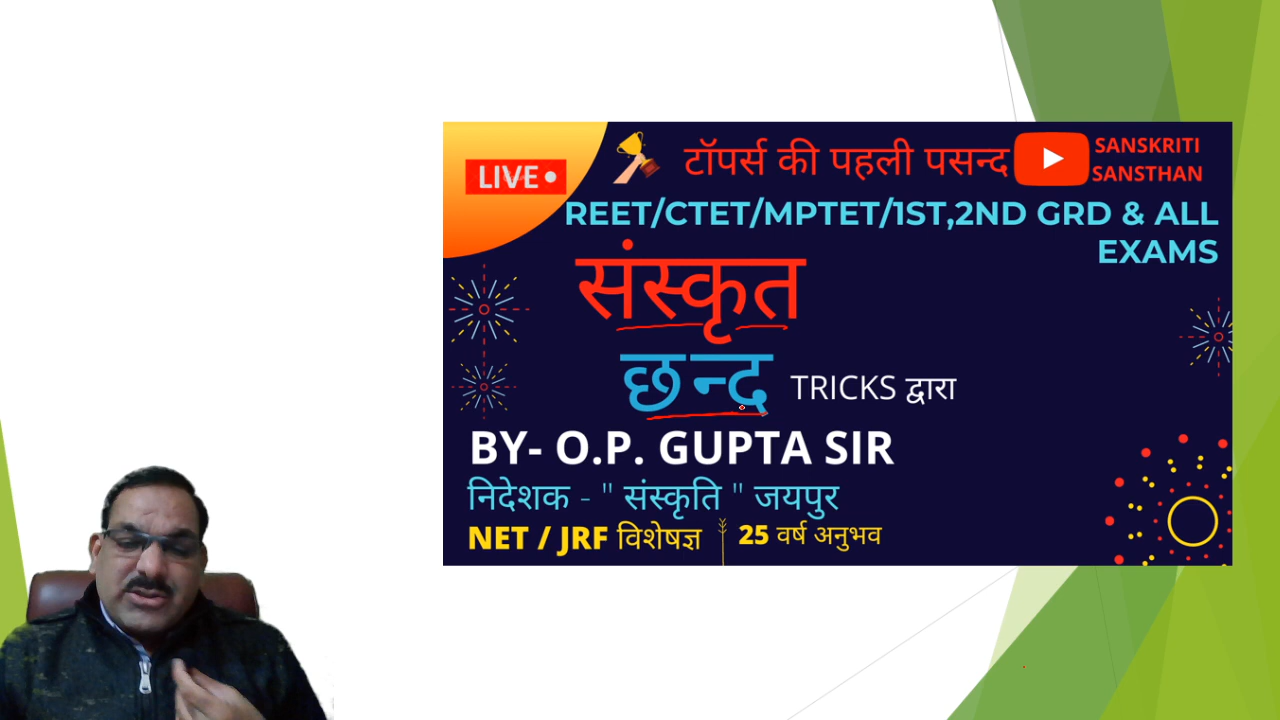 LIVE
टॉपर्स की पहली पसन्द
SANSKRITI
SANSTHAN
REET/CTET/MPTET/1ST,2ND GRD & ALL
EXAMS
संस्कृत
छन्द TRICKS द्वारा
BY- O.P. GUPTA SIR
निदेशक - " संस्कृति " जयपुर
NET / JRF विशेषज्ञ 25 वर्ष अनुभव